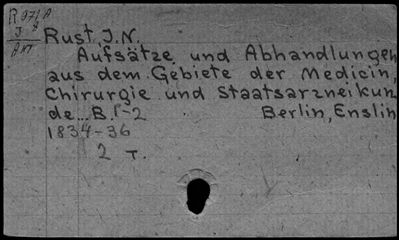 R 971/A
Rust. J. N.
Aufsätze und Abhandlungen
aus dem Gebiete der Medicin,
Chirurgie und Staatsarzneikun
de... B. 1-2 Berlin, Enslin
1834-36
2 T.